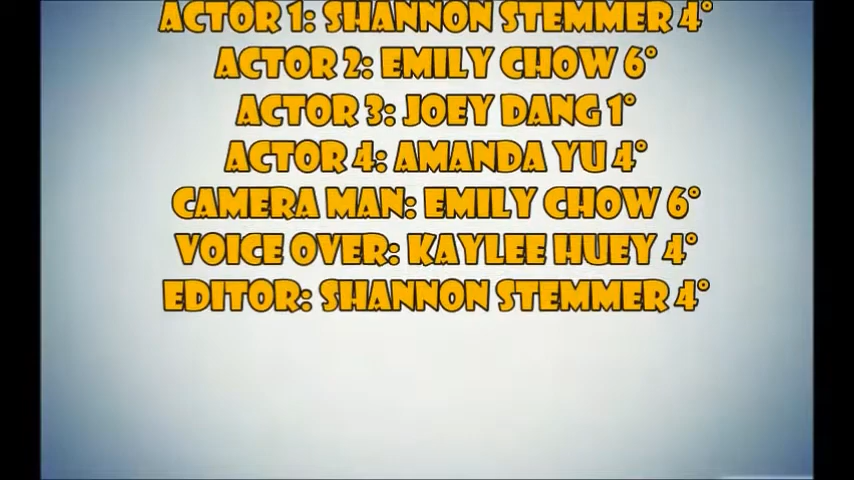 ACTOR 1: SHANNON STEMMER 4°
ACTOR 2: EMILY CHOW 6°
ACTOR 3: JOEY DANG 1°
ACTOR 4: AMANDA YU 4°
CAMERA MAN: EMILY CHOW 6°
VOICE OVER: KAYLEE HUEY 4°
EDITOR: SHANNON STEMMER 4°